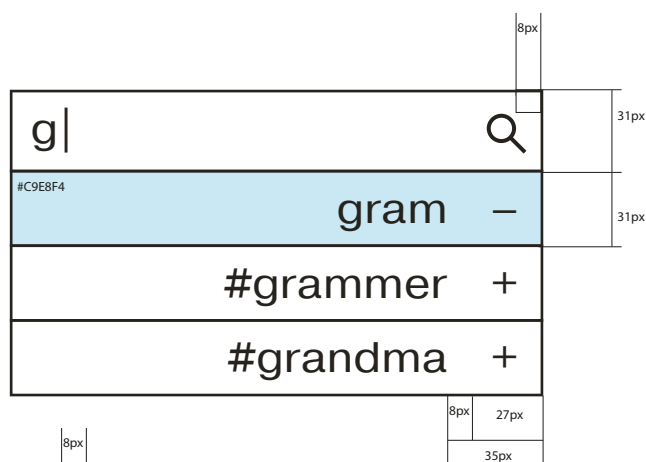 8px
31px
g
#C9E8F4
gram –
31px
#grammer +
#grandma +
8px 27px
8px
35px